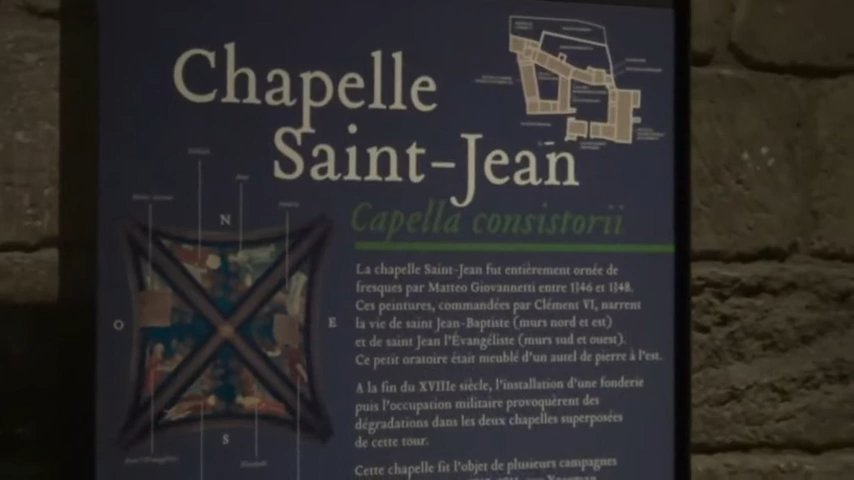 Chapelle
Saint-Jean
Capella consistorii
N
O
E
S
La chapelle Saint-Jean fut entièrement ornée de
fresques par Matteo Giovannetti entre 1346 et 1348.
Ces peintures, commandées par Clément VI, narrent
la vie de saint Jean-Baptiste (murs nord et est)
et de saint Jean l'Évangéliste (murs sud et ouest).
Ce petit oratoire était meublé d'un autel de pierre à l'est.
A la fin du XVIIIe siècle, l'installation d'une fonderie
puis l'occupation militaire provoquèrent des
dégradations dans les deux chapelles superposées
de cette tour.
Cette chapelle fit l'objet de plusieurs campagnes